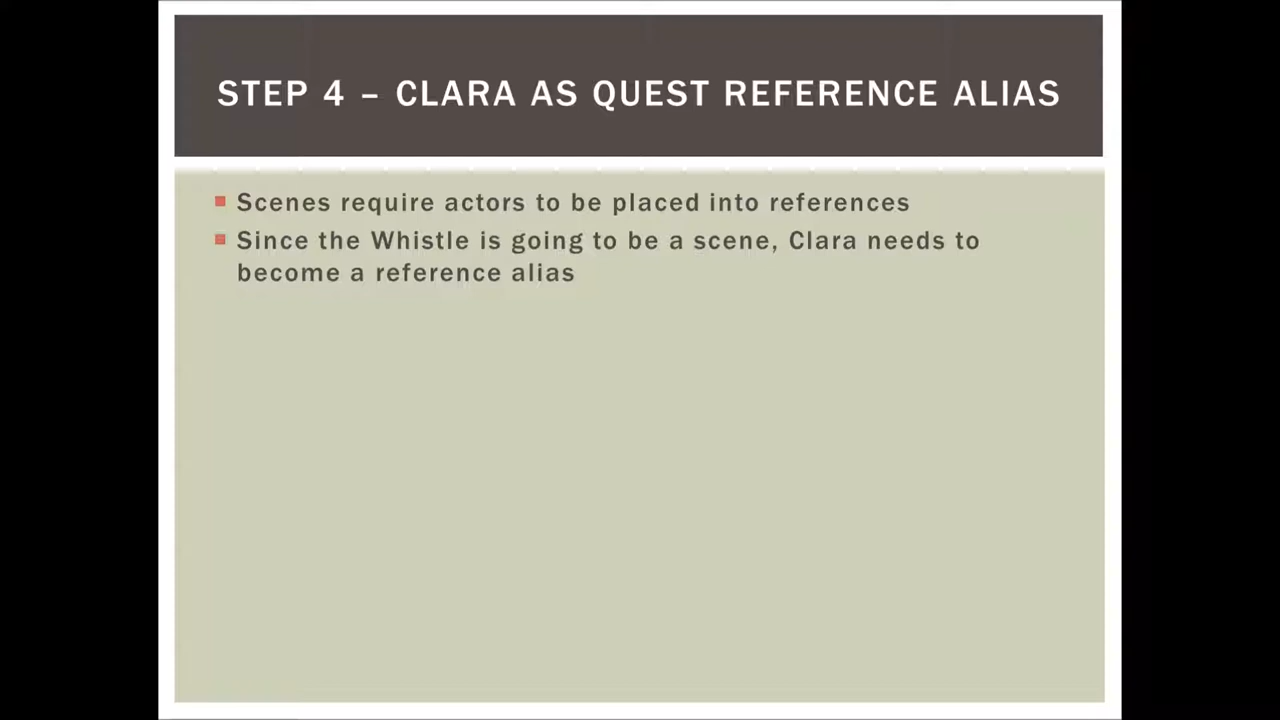 STEP 4 – CLARA AS QUEST REFERENCE ALIAS
Scenes require actors to be placed into references
Since the Whistle is going to be a scene, Clara needs to
become a reference alias